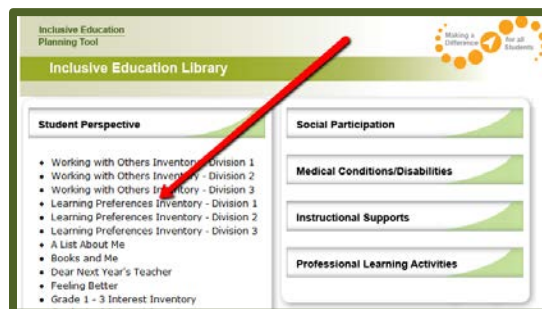 Inclusive Education
Planning Tool
Making a
Difference
for all
Students
Inclusive Education Library
Student Perspective
• Working with Others Inventory - Division 1
• Working with Others Inventory - Division 2
• Working with Others Inventory - Division 3
• Learning Preferences Inventory - Division 1
• Learning Preferences Inventory - Division 2
• Learning Preferences Inventory - Division 3
• A List About Me
• Books and Me
• Dear Next Year's Teacher
• Feeling Better
• Grade 1 - 3 Interest Inventory
Social Participation
Medical Conditions/Disabilities
Instructional Supports
Professional Learning Activities